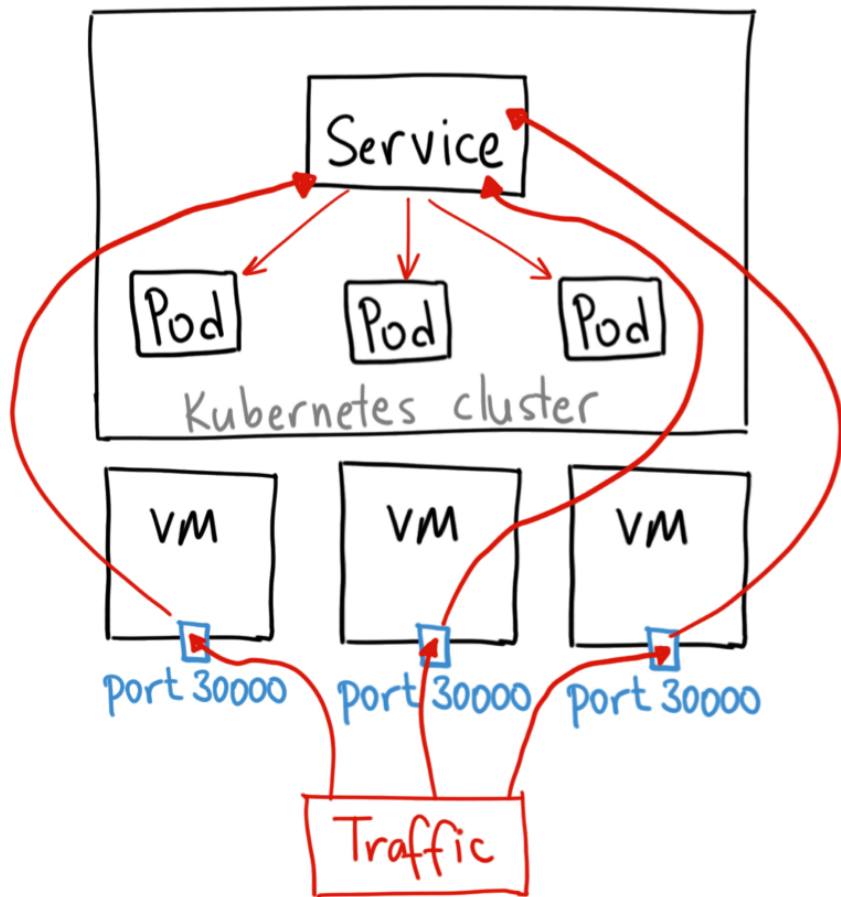 Service
Pod
Pod
Pod
Kubernetes cluster
VM
VM
VM
port 30000
port 30000
port 30000
Traffic